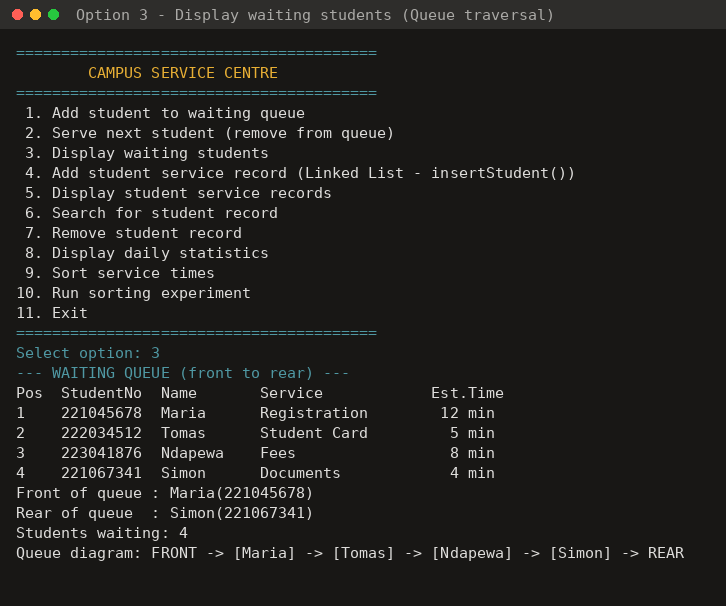 Option 3 - Display waiting students (Queue traversal)
========================================
CAMPUS SERVICE CENTRE
========================================
1. Add student to waiting queue
2. Serve next student (remove from queue)
3. Display waiting students
4. Add student service record (Linked List - insertStudent())
5. Display student service records
6. Search for student record
7. Remove student record
8. Display daily statistics
9. Sort service times
10. Run sorting experiment
11. Exit
========================================
Select option: 3
--- WAITING QUEUE (front to rear) ---
Pos  StudentNo  Name       Service            Est.Time
1    221045678  Maria      Registration        12 min
2    222034512  Tomas      Student Card         5 min
3    223041876  Ndapewa    Fees                 8 min
4    221067341  Simon      Documents            4 min
Front of queue : Maria(221045678)
Rear of queue  : Simon(221067341)
Students waiting: 4
Queue diagram: FRONT -> [Maria] -> [Tomas] -> [Ndapewa] -> [Simon] -> REAR